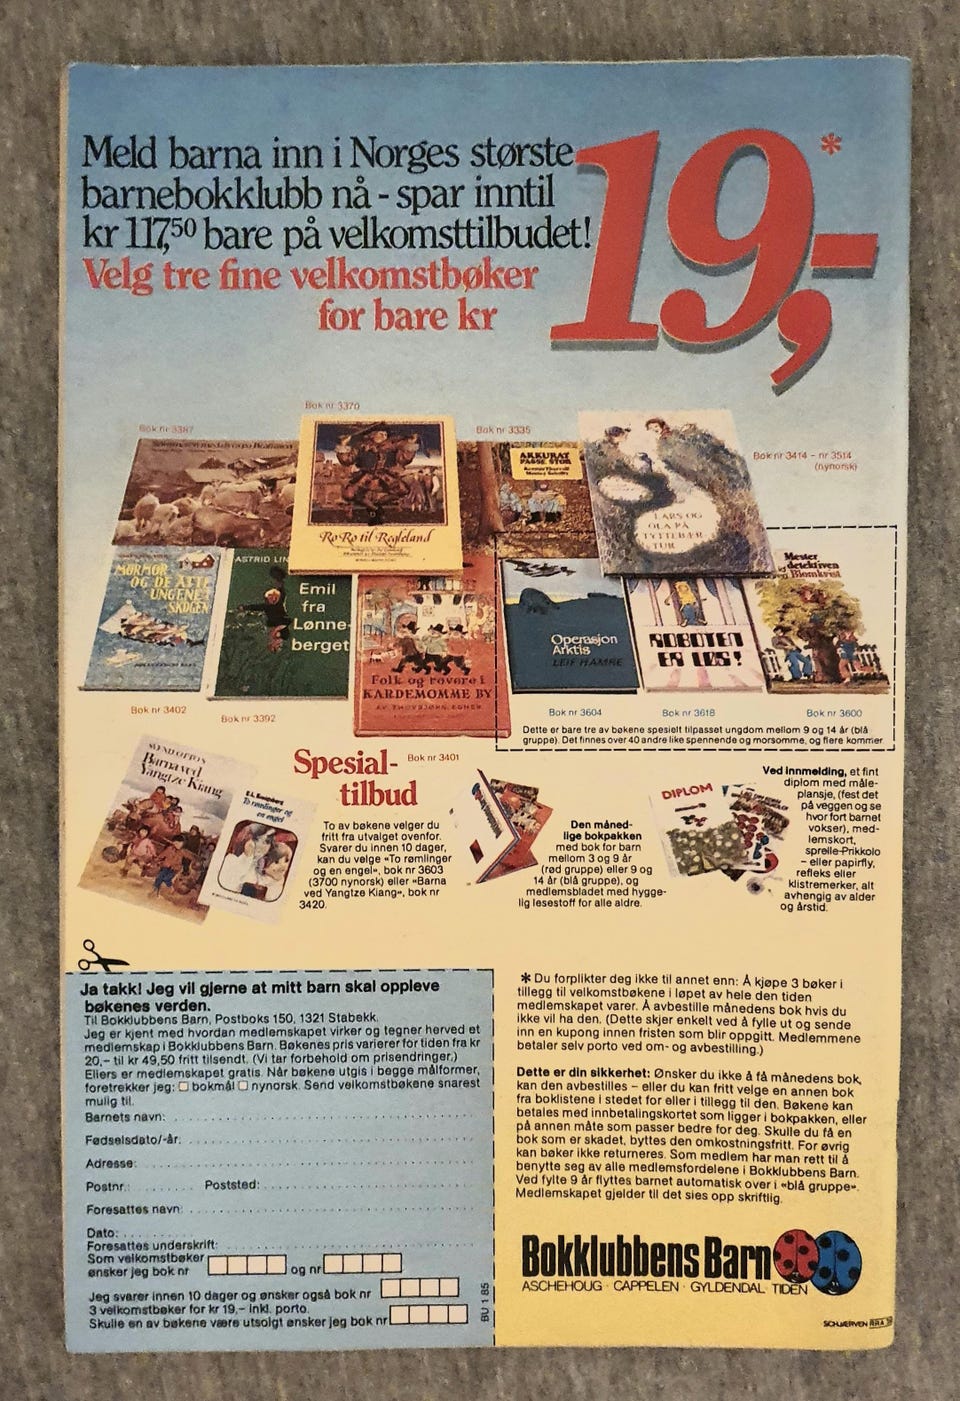 Meld barna inn i Norges største
barnebokklubb nå - spar inntil
kr 117,50 bare på velkomsttilbudet!
Velg tre fine velkomstbøker
for bare kr
19,-*
Bok nr 3387
Bok nr 3370
Bok nr 3335
Bok nr 3414 - nr 3514
(nynorsk)
AKKURAT
PASSE STOR
Ro Ro til Regleland
LARS OG
OLA PÅ
TYTTEBÆR
TUR
MORMOR
OG DE ÅTTE
UNGENE I
SKOGEN
ASTRID LIN
Emil
fra
Lønne-
berget
Folk og røvere i
KARDEMOMME BY
AV THORBJØRN EGNER
Operasjon
Arktis
LEIF HAMRE
ROBOTEN
ER LØS!
Mester
detektiven
Blomkvist
Bok nr 3402
Bok nr 3392
Bok nr 3401
Bok nr 3604
Bok nr 3618
Bok nr 3600
Dette er bare tre av bøkene spesielt tilpasset ungdom mellom 9 og 14 år (blå
gruppe). Det finnes over 40 andre like spennende og morsomme, og flere kommer.
SVEND OTTO S
Barna ved
Yangtze Kiang
To rømlinger og
en engel
Spesial-
tilbud
To av bøkene velger du
fritt fra utvalget ovenfor.
Svarer du innen 10 dager,
kan du velge «To rømlinger
og en engel», bok nr 3603
(3700 nynorsk) eller «Barna
ved Yangtze Kiang», bok nr
3420.
Den måned-
lige bokpakken
med bok for barn
mellom 3 og 9 år
(rød gruppe) eller 9 og
14 år (blå gruppe), og
medlemsbladet med hygge-
lig lesestoff for alle aldre.
DIPLOM
Ved innmelding, et fint
diplom med måle-
plansje, (fest det
på veggen og se
hvor fort barnet
vokser), med-
lemskort,
sprelle-Prikkolo
– eller papirfly,
refleks eller
klistremerker, alt
avhengig av alder
og årstid.
Ja takk! Jeg vil gjerne at mitt barn skal oppleve
bøkenes verden.
Til Bokklubbens Barn, Postboks 150, 1321 Stabekk.
Jeg er kjent med hvordan medlemskapet virker og tegner herved et
medlemskap i Bokklubbens Barn. Bøkenes pris varierer for tiden fra kr
20,- til kr 49,50 fritt tilsendt. (Vi tar forbehold om prisendringer.)
Ellers er medlemskapet gratis. Når bøkene utgis i begge målformer,
foretrekker jeg: ☐ bokmål ☐ nynorsk. Send velkomstbøkene snarest
mulig til:
Barnets navn:
Fødselsdato/-år:
Adresse:
Postnr.: Poststed:
Foresattes navn:
Dato:
Foresattes underskrift:
Som velkomstbøker
ønsker jeg bok nr og nr
Jeg svarer innen 10 dager og ønsker også bok nr
3 velkomstbøker for kr 19,- inkl. porto.
Skulle en av bøkene være utsolgt ønsker jeg bok nr
BU 1 85
* Du forplikter deg ikke til annet enn: Å kjøpe 3 bøker i
tillegg til velkomstbøkene i løpet av hele den tiden
medlemskapet varer. Å avbestille månedens bok hvis du
ikke vil ha den. (Dette skjer enkelt ved å fylle ut og sende
inn en kupong innen fristen som blir oppgitt. Medlemmene
betaler selv porto ved om- og avbestilling.)
Dette er din sikkerhet: Ønsker du ikke å få månedens bok,
kan den avbestilles – eller du kan fritt velge en annen bok
fra boklistene i stedet for eller i tillegg til den. Bøkene kan
betales med innbetalingskortet som ligger i bokpakken, eller
på annen måte som passer bedre for deg. Skulle du få en
bok som er skadet, byttes den omkostningsfritt. For øvrig
kan bøker ikke returneres. Som medlem har man rett til å
benytte seg av alle medlemsfordelene i Bokklubbens Barn.
Ved fylte 9 år flyttes barnet automatisk over i «blå gruppe».
Medlemskapet gjelder til det sies opp skriftlig.
Bokklubbens Barn
ASCHEHOUG · CAPPELEN · GYLDENDAL TIDEN
SCHJÆRVEN